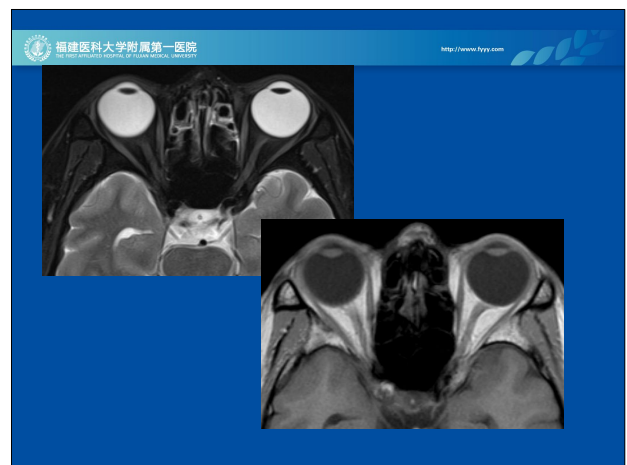 福建医科大学附属第一医院
THE FIRST AFFILIATED HOSPITAL OF FUJIAN MEDICAL UNIVERSITY
http://www.fyyy.com